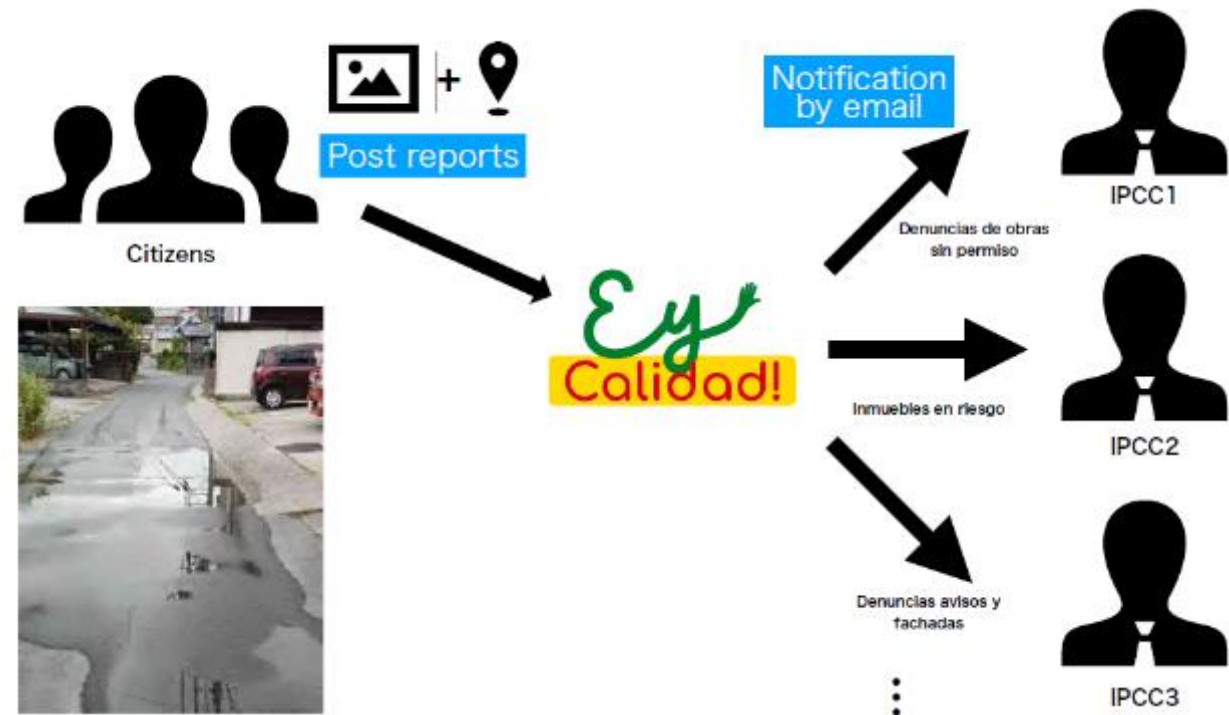 +
Post reports
Citizens
Notification
by email
IPCC1
Denuncias de obras
sin permiso
Ey
Calidad!
Inmuebles en riesgo
IPCC2
Denuncias avisos y
fachadas
IPCC3